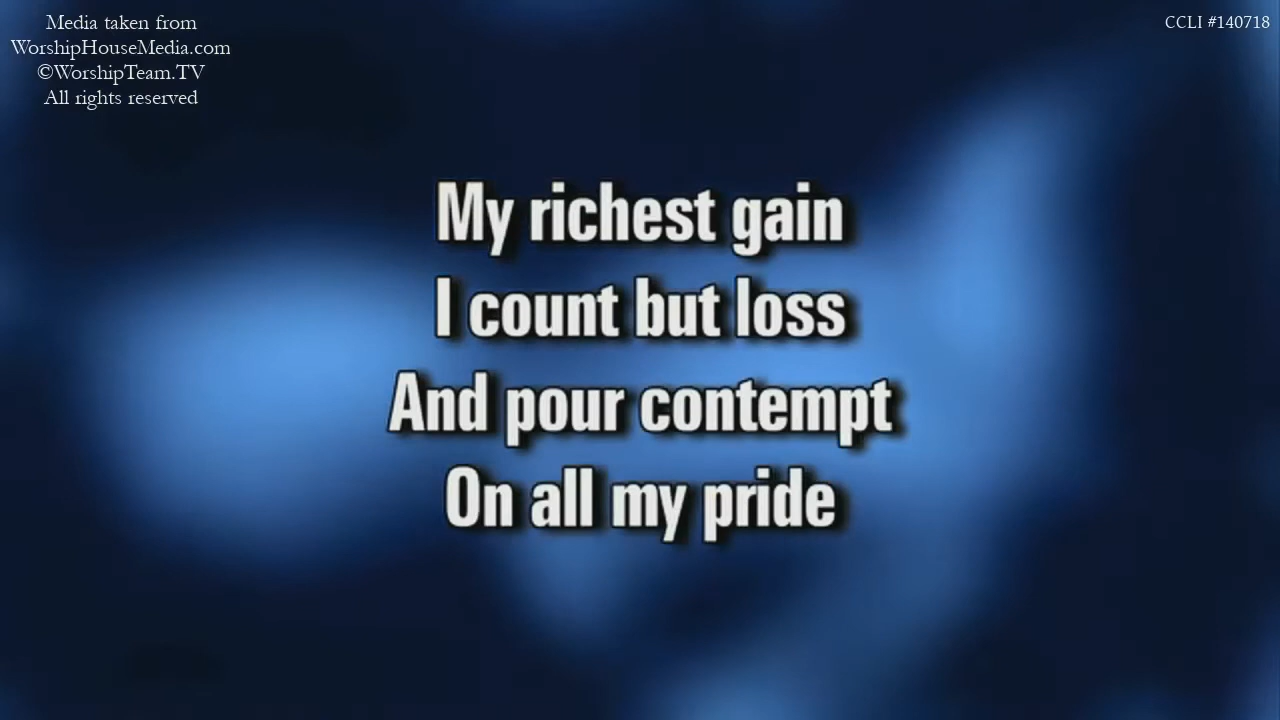 Media taken from
WorshipHouseMedia.com
©WorshipTeam.TV
All rights reserved
CCLI #140718
My richest gain
I count but loss
And pour contempt
On all my pride